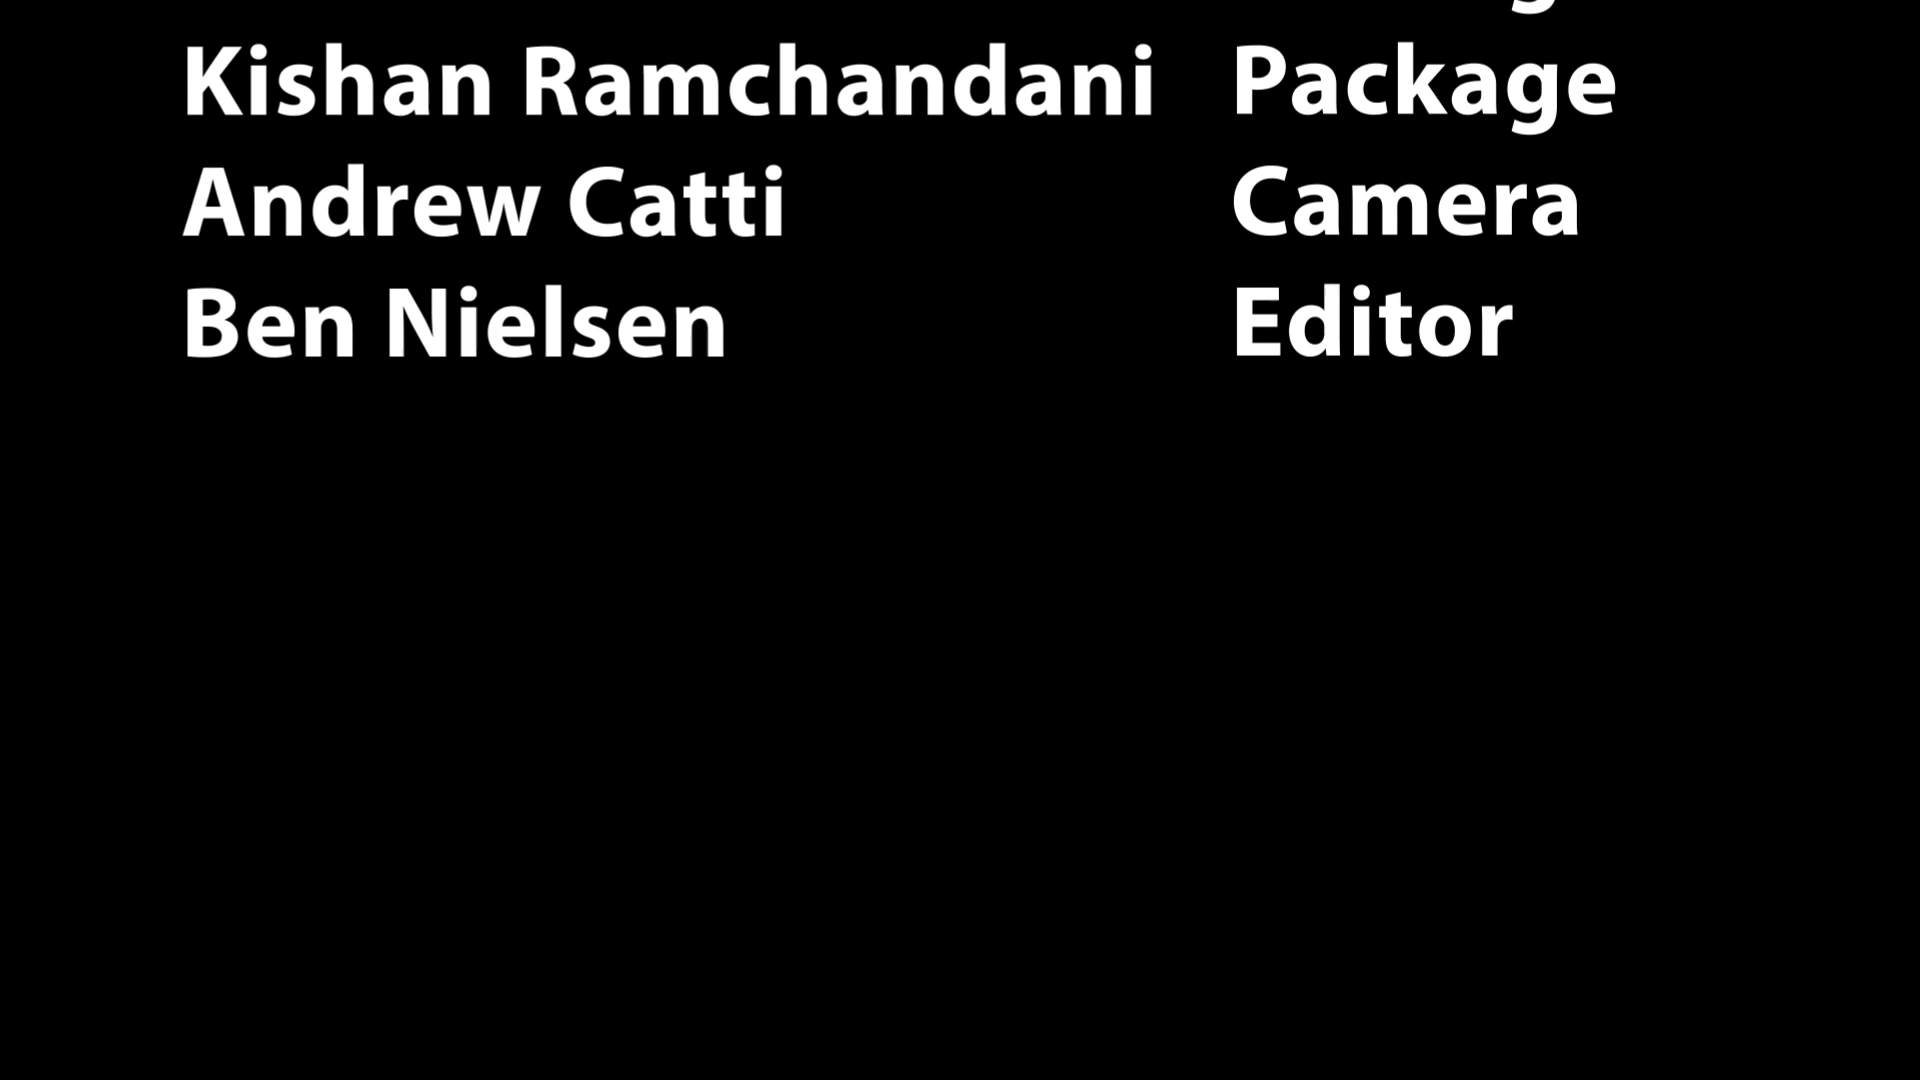 Kishan Ramchandani Package
Andrew Catti Camera
Ben Nielsen Editor